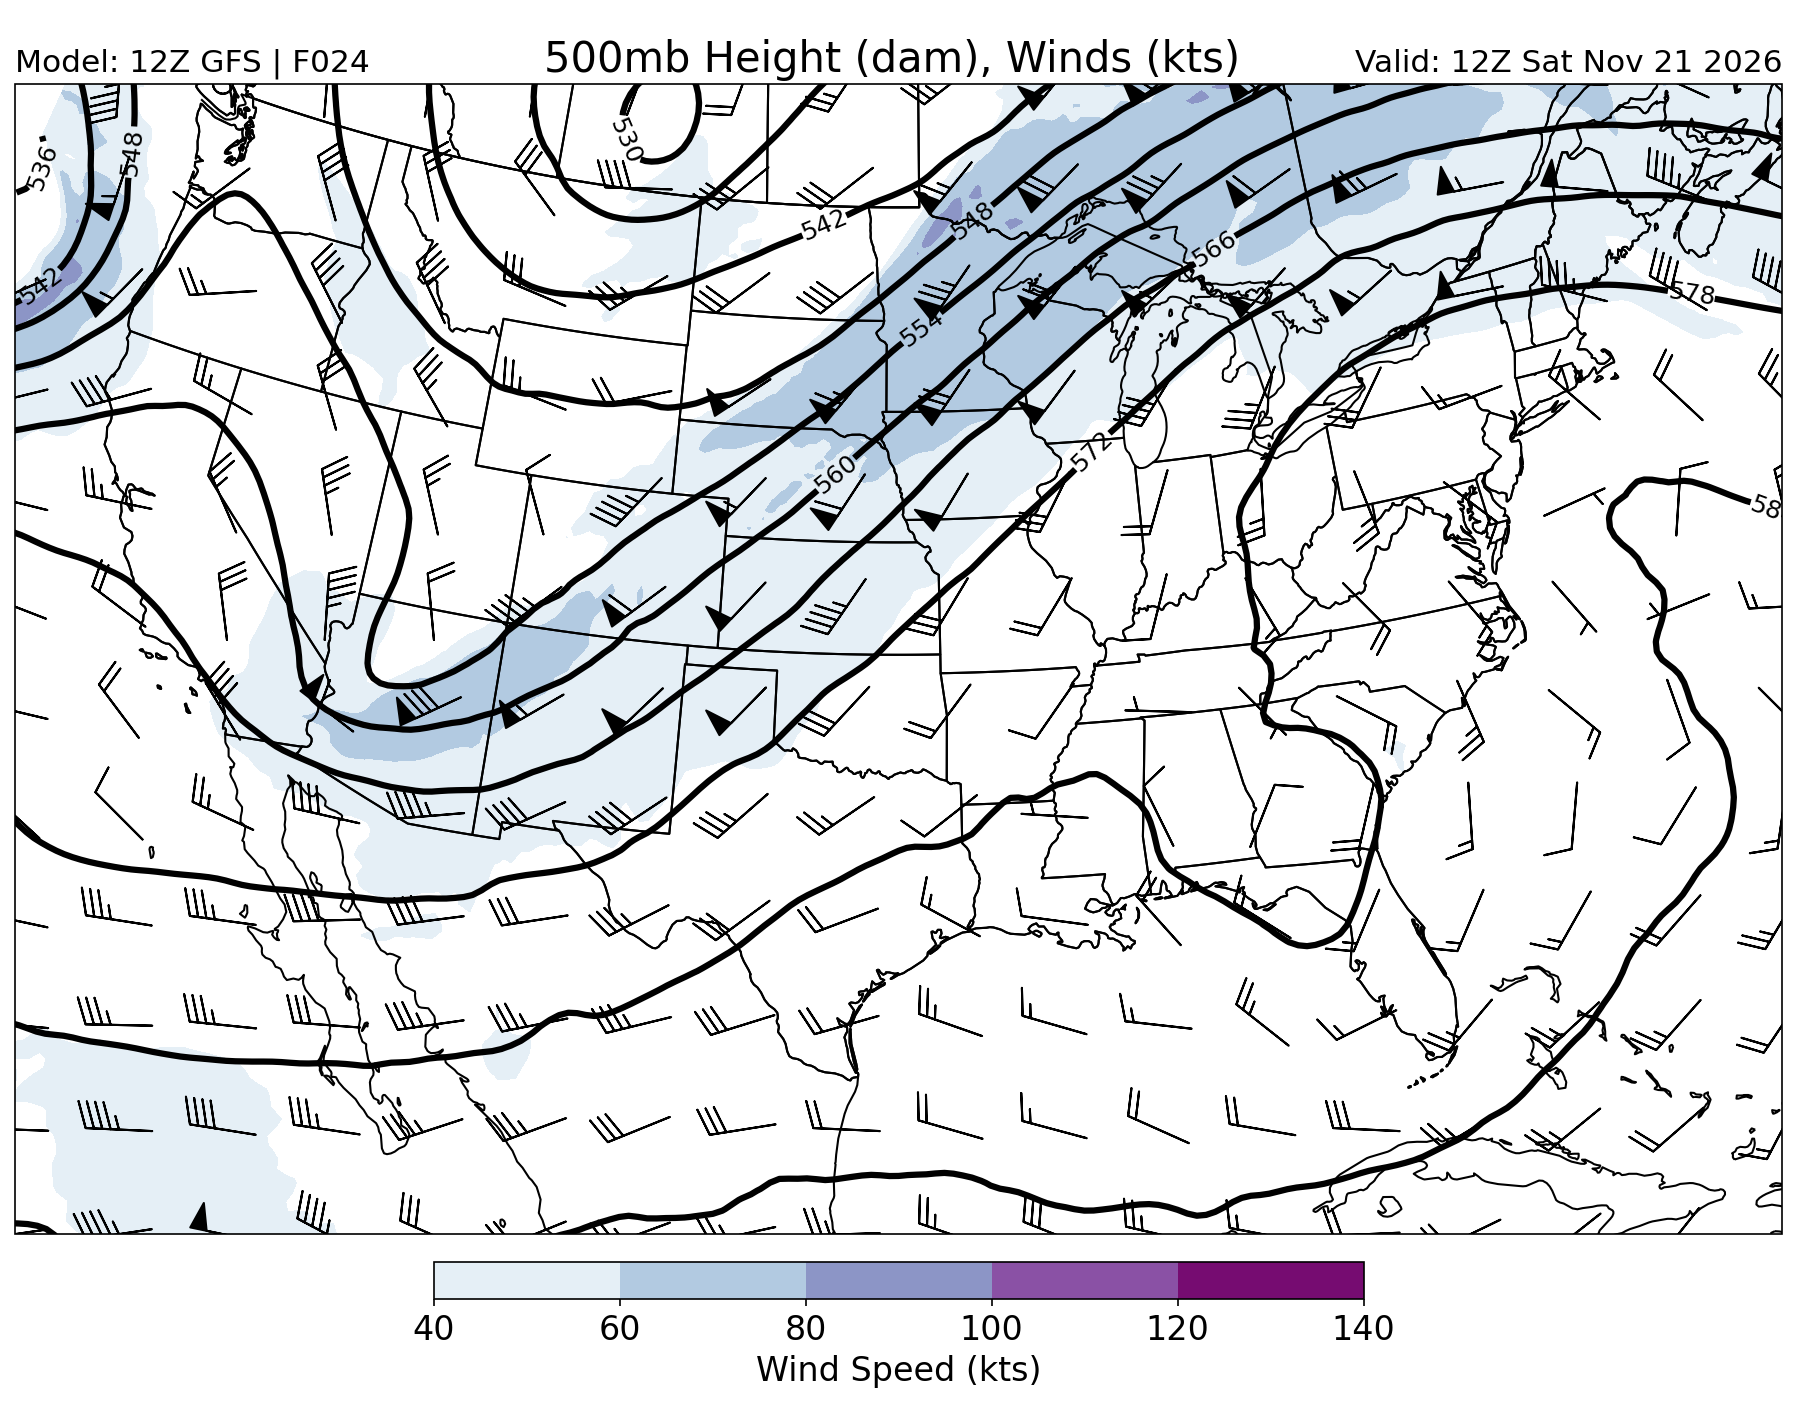 Model: 12Z GFS | F024
500mb Height (dam), Winds (kts)
Valid: 12Z Sat Nov 21 2026
530
536
548
542
548
542
566
578
554
572
560
58
40 60 80 100 120 140
Wind Speed (kts)